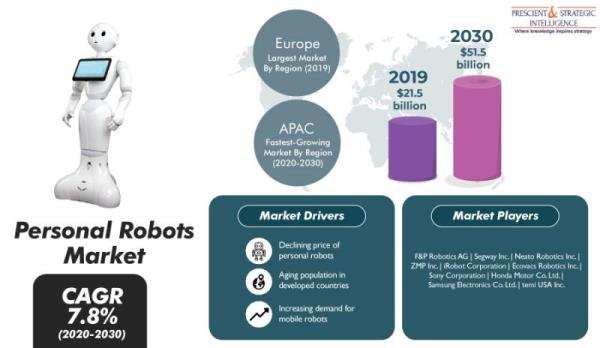 PRESCIENT & STRATEGIC
INTELLIGENCE
Where knowledge inspires strategy
Europe
Largest Market
By Region (2019)
APAC
Fastest-Growing
Market By Region
(2020-2030)
2019
$21.5
billion
2030
$51.5
billion
Personal Robots
Market
CAGR
7.8%
(2020-2030)
Market Drivers
Declining price of
personal robots
Aging population in
developed countries
Increasing demand for
mobile robots
Market Players
F&P Robotics AG | Segway Inc. | Neato Robotics Inc. |
ZMP Inc. | iRobot Corporation | Ecovacs Robotics Inc. |
Sony Corporation | Honda Motor Co. Ltd. |
Samsung Electronics Co. Ltd. | temi USA Inc.